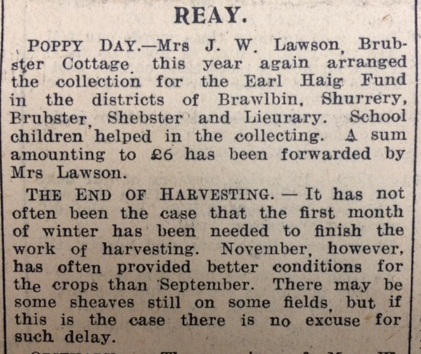 REAY.
POPPY DAY.—Mrs J. W. Lawson, Brub-
ster Cottage, this year again arranged
the collection for the Earl Haig Fund
in the districts of Brawlbin, Shurrery,
Brubster, Shebster and Lieurary. School
children helped in the collecting. A sum
amounting to £6 has been forwarded by
Mrs Lawson.
THE END OF HARVESTING. — It has not
often been the case that the first month
of winter has been needed to finish the
work of harvesting. November, however,
has often provided better conditions for
the crops than September. There may be
some sheaves still on some fields, but if
this is the case there is no excuse for
such delay.